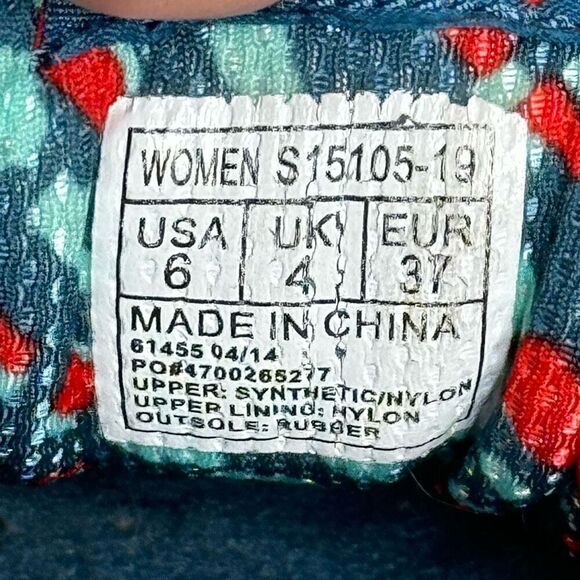 WOMEN S15105-19
USA UK EUR
6 4 37
MADE IN CHINA
61455 04/14
PO#4700265277
UPPER: SYNTHETIC/NYLON
UPPER LINING: NYLON
OUTSOLE: RUBBER